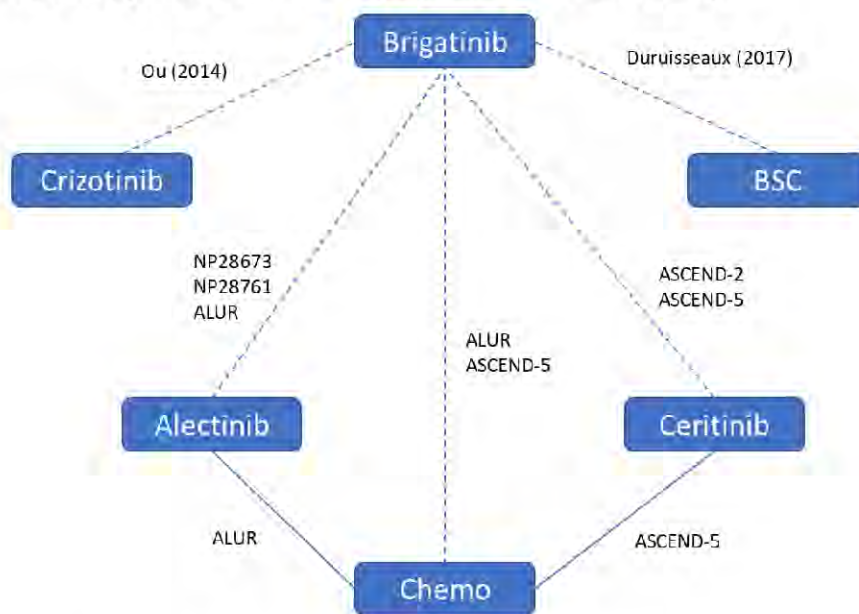 Brigatinib
Ou (2014)
Duruisseaux (2017)
Crizotinib
BSC
NP28673
NP28761
ALUR
ASCEND-2
ASCEND-5
ALUR
ASCEND-5
Alectinib
Ceritinib
ALUR
ASCEND-5
Chemo